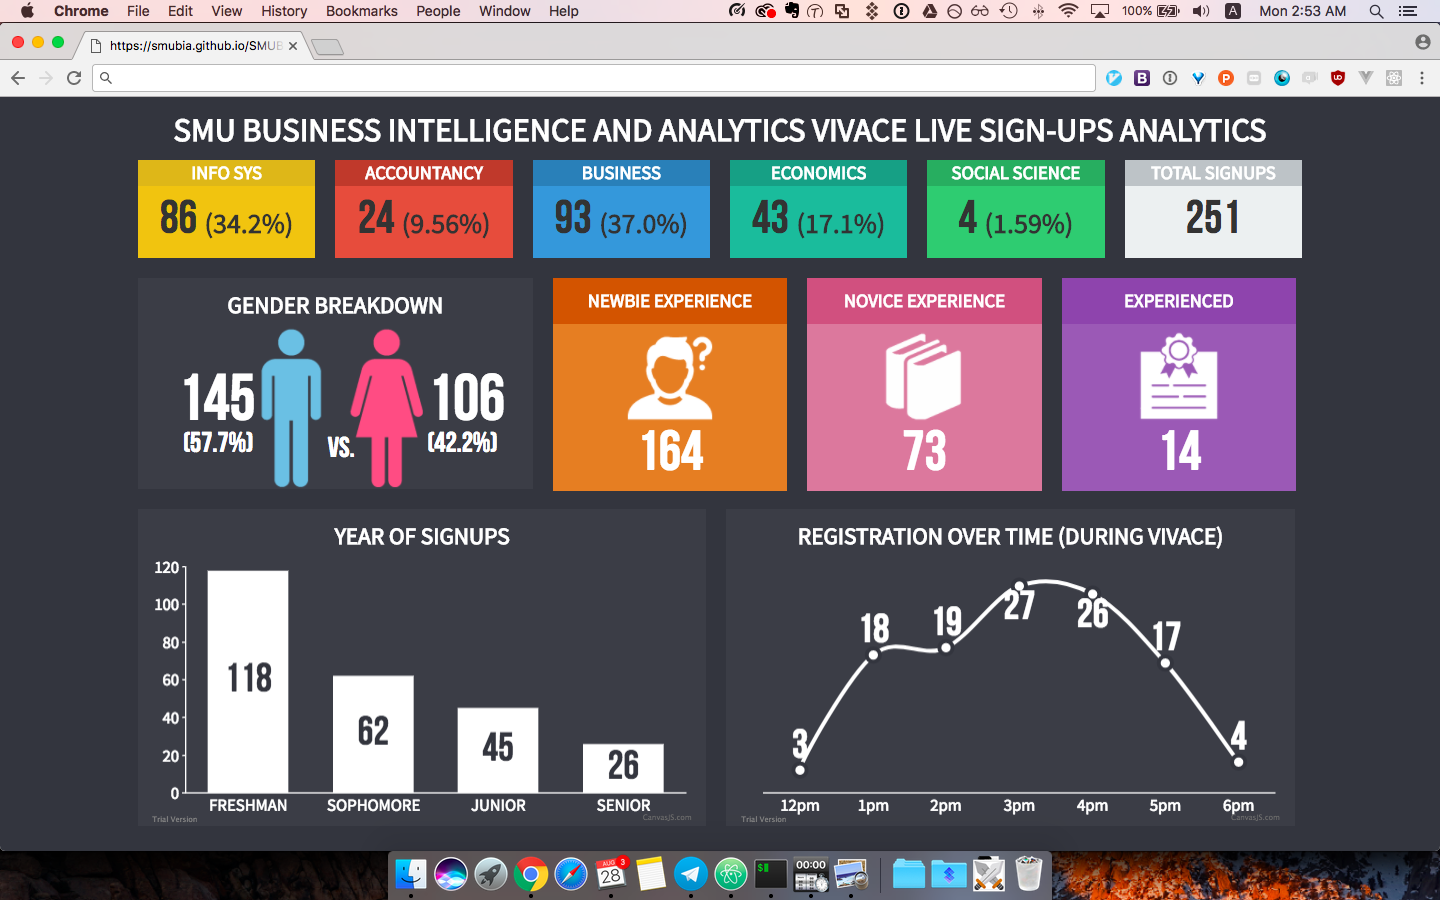 Chrome File Edit View History Bookmarks People Window Help 100% A Mon 2:53 AM
https://smubia.github.io/SMUB
SMU BUSINESS INTELLIGENCE AND ANALYTICS VIVACE LIVE SIGN-UPS ANALYTICS
INFO SYS ACCOUNTANCY BUSINESS ECONOMICS SOCIAL SCIENCE TOTAL SIGNUPS
86 (34.2%) 24 (9.56%) 93 (37.0%) 43 (17.1%) 4 (1.59%) 251
GENDER BREAKDOWN
145 (57.7%) VS. 106 (42.2%)
NEWBIE EXPERIENCE
164
NOVICE EXPERIENCE
73
EXPERIENCED
14
YEAR OF SIGNUPS
120
100
80
60
40
20
0
118 62 45 26
FRESHMAN SOPHOMORE JUNIOR SENIOR
Trial Version CanvasJS.com
REGISTRATION OVER TIME (DURING VIVACE)
3 18 19 27 26 17 4
12pm 1pm 2pm 3pm 4pm 5pm 6pm
Trial Version CanvasJS.com
AUG 3
28
00:00